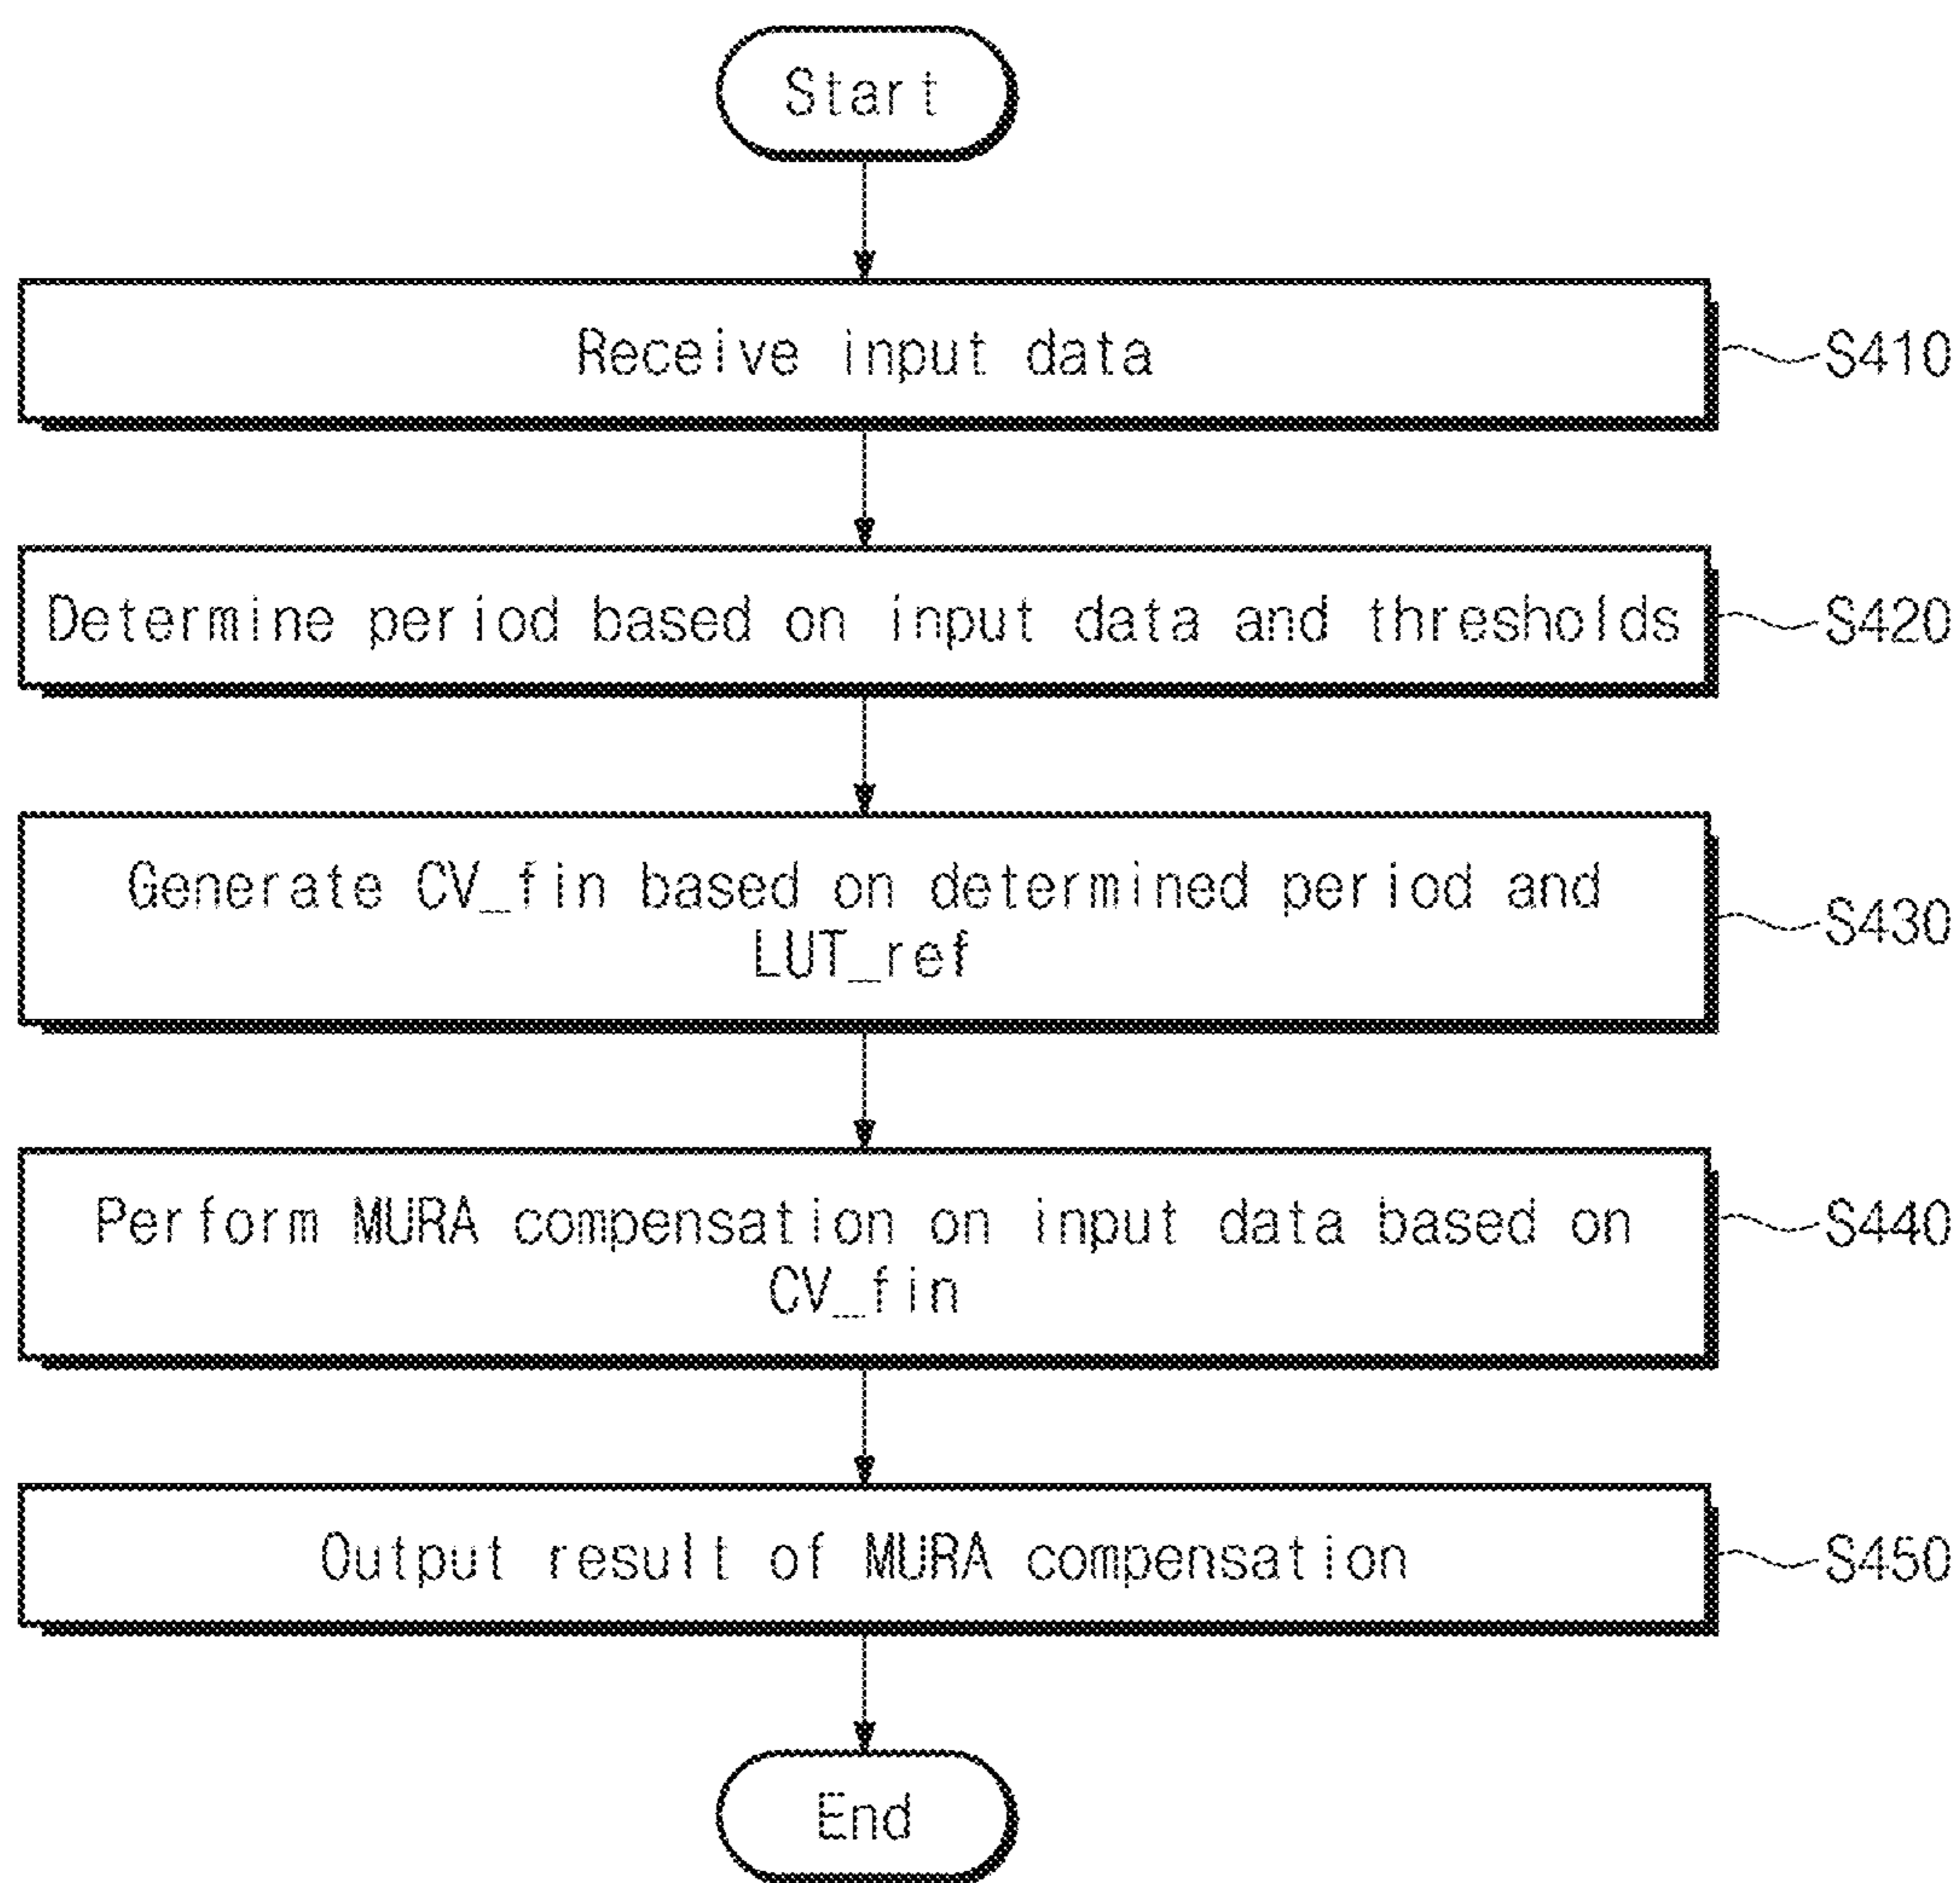 Start
Receive input data
S410
Determine period based on input data and thresholds
S420
Generate CV_fin based on determined period and
LUT_ref
S430
Perform MURA compensation on input data based on
CV_fin
S440
Output result of MURA compensation
S450
End